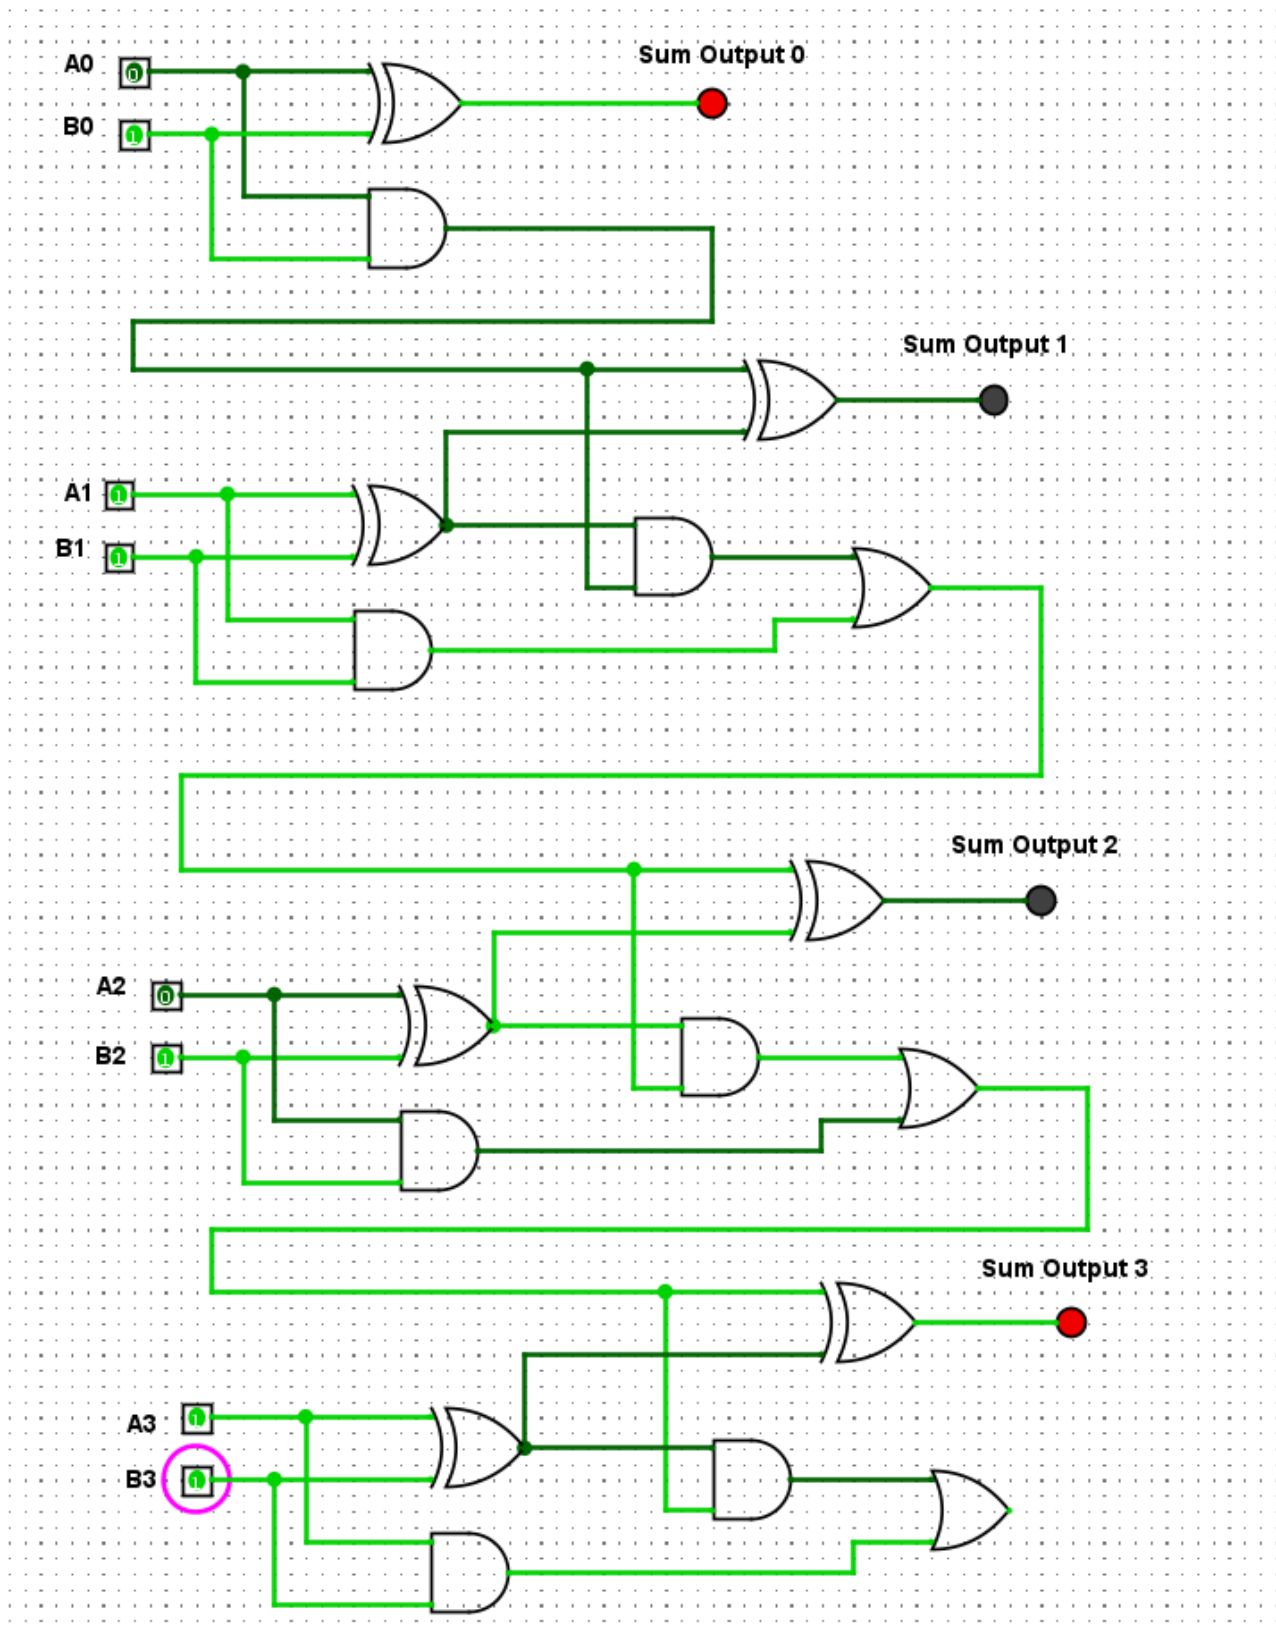 Sum Output 0
A0 0
B0 1
Sum Output 1
A1 1
B1 1
Sum Output 2
A2 0
B2 1
Sum Output 3
A3 1
B3 1